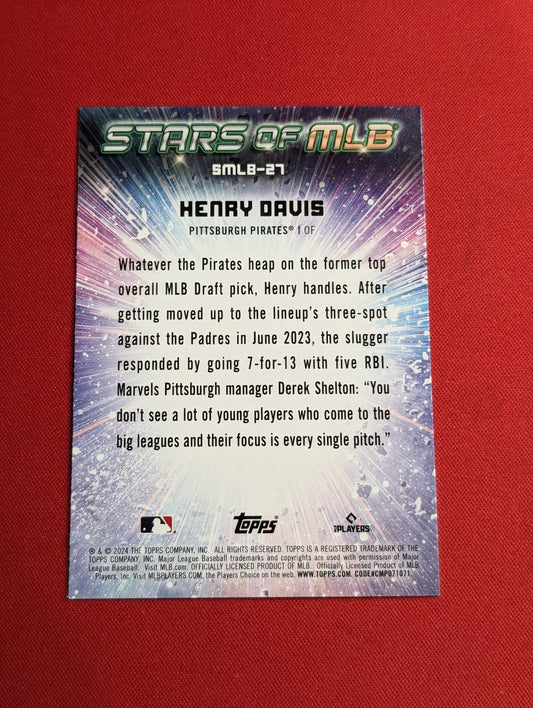 STARS OF MLB
SMLB-27
HENRY DAVIS
PITTSBURGH PIRATES® | OF
Whatever the Pirates heap on the former top
overall MLB Draft pick, Henry handles. After
getting moved up to the lineup's three-spot
against the Padres in June 2023, the slugger
responded by going 7-for-13 with five RBI.
Marvels Pittsburgh manager Derek Shelton: “You
don't see a lot of young players who come to the
big leagues and their focus is every single pitch.”
topps
PLAYERS
® & © 2024 THE TOPPS COMPANY, INC. ALL RIGHTS RESERVED. TOPPS IS A REGISTERED TRADEMARK OF THE
TOPPS COMPANY, INC. Major League Baseball trademarks and copyrights are used with permission of Major
League Baseball. Visit MLB.com. OFFICIALLY LICENSED PRODUCT OF MLB. Officially Licensed Product of MLB
Players, Inc. Visit MLBPLAYERS.COM, the Players Choice on the web. WWW.TOPPS.COM. CODE#CMP071071